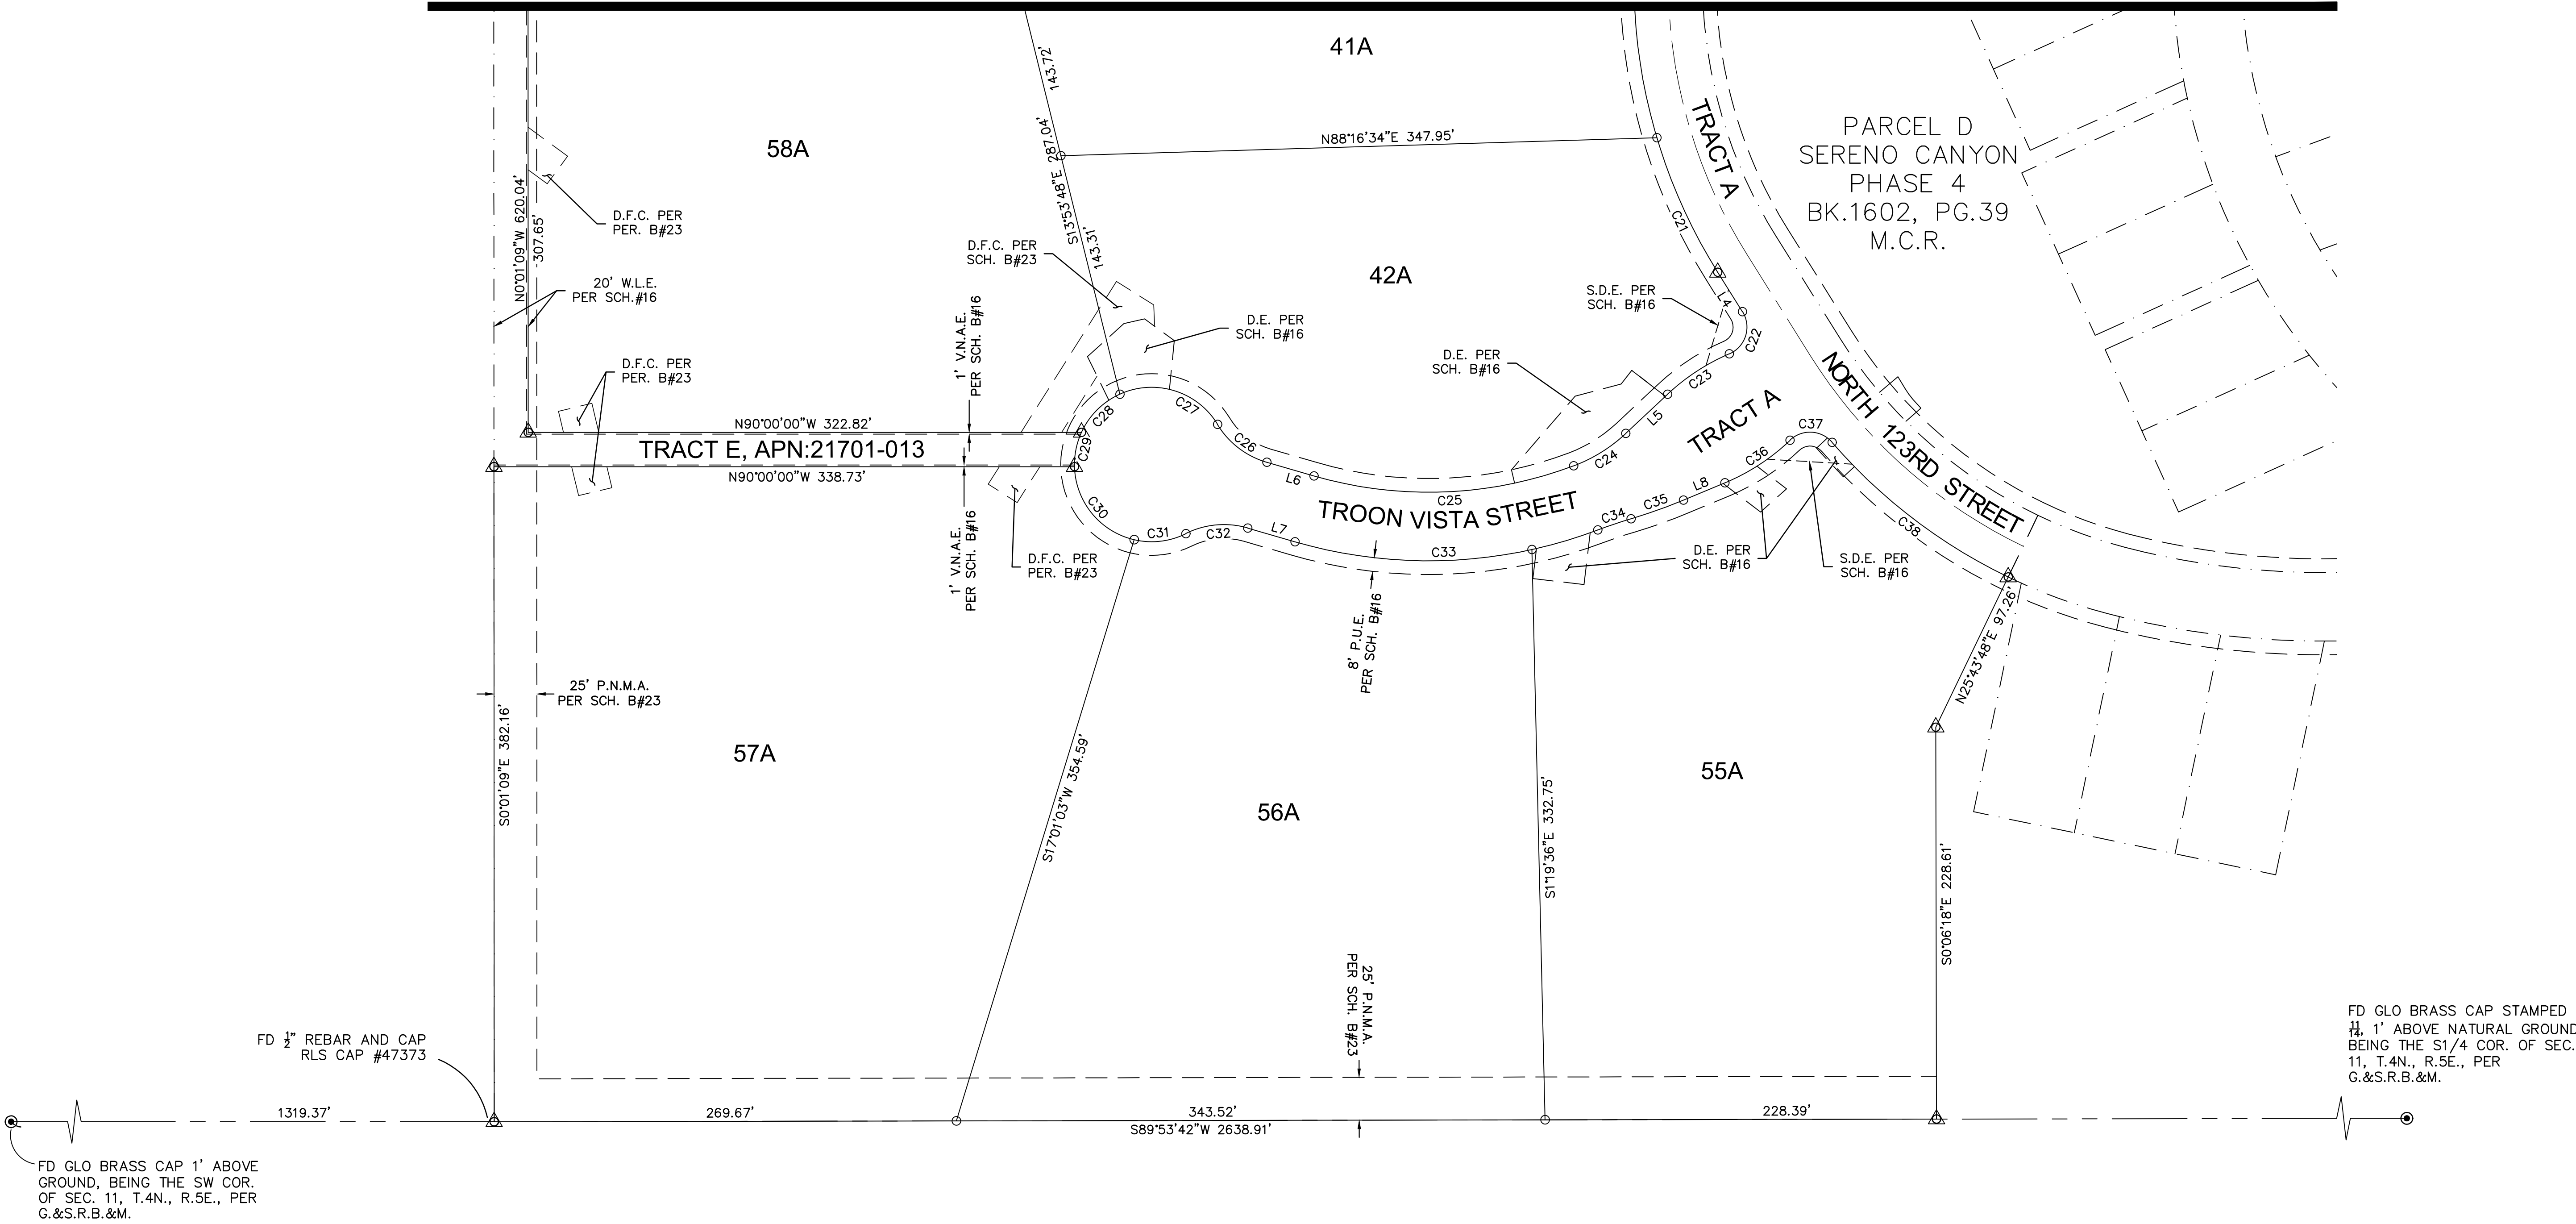 41A
58A
143.72'
N88°16'34"E 347.95'
TRACT A
PARCEL D
SERENO CANYON
PHASE 4
BK.1602, PG.39
M.C.R.
N0°01'09"W 620.04'
307.65'
D.F.C. PER
PER. B#23
S13°53'48"E 287.04'
143.31'
D.F.C. PER
SCH. B#23
C21
42A
20' W.L.E.
PER SCH.#16
S.D.E. PER
SCH. B#16
L4
C22
D.E. PER
SCH. B#16
1' V.N.A.E.
PER SCH. B#16
D.E. PER
SCH. B#16
D.F.C. PER
PER. B#23
C23
NORTH 123RD STREET
C28
C27
L5
TRACT A
N90°00'00"W 322.82'
C37
TRACT E, APN:21701-013
C29
C26
C24
C36
N90°00'00"W 338.73'
L6
L8
C25
C35
TROON VISTA STREET
C30
C31
C32
L7
C34
C38
C33
D.E. PER
SCH. B#16
S.D.E. PER
SCH. B#16
D.F.C. PER
PER. B#23
1' V.N.A.E.
PER SCH. B#16
8' P.U.E.
PER SCH. B#16
N25°43'48"E 97.26'
25' P.N.M.A.
PER SCH. B#23
S0°01'09"E 382.16'
57A
S17°01'03"W 354.59'
56A
S1°19'36"E 332.75'
55A
S0°06'18"E 228.61'
25' P.N.M.A.
PER SCH. B#23
FD 1/2" REBAR AND CAP
RLS CAP #47373
FD GLO BRASS CAP STAMPED
11/14, 1' ABOVE NATURAL GROUND
BEING THE S1/4 COR. OF SEC.
11, T.4N., R.5E., PER
G.&S.R.B.&M.
1319.37'
269.67'
343.52'
228.39'
S89°53'42"W 2638.91'
FD GLO BRASS CAP 1' ABOVE
GROUND, BEING THE SW COR.
OF SEC. 11, T.4N., R.5E., PER
G.&S.R.B.&M.